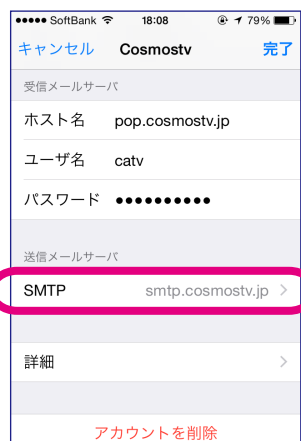 ●●●●● SoftBank 18:08 79%
キャンセル Cosmostv 完了
受信メールサーバ
ホスト名 pop.cosmostv.jp
ユーザ名 catv
パスワード ●●●●●●●●●●
送信メールサーバ
SMTP smtp.cosmostv.jp
詳細
アカウントを削除